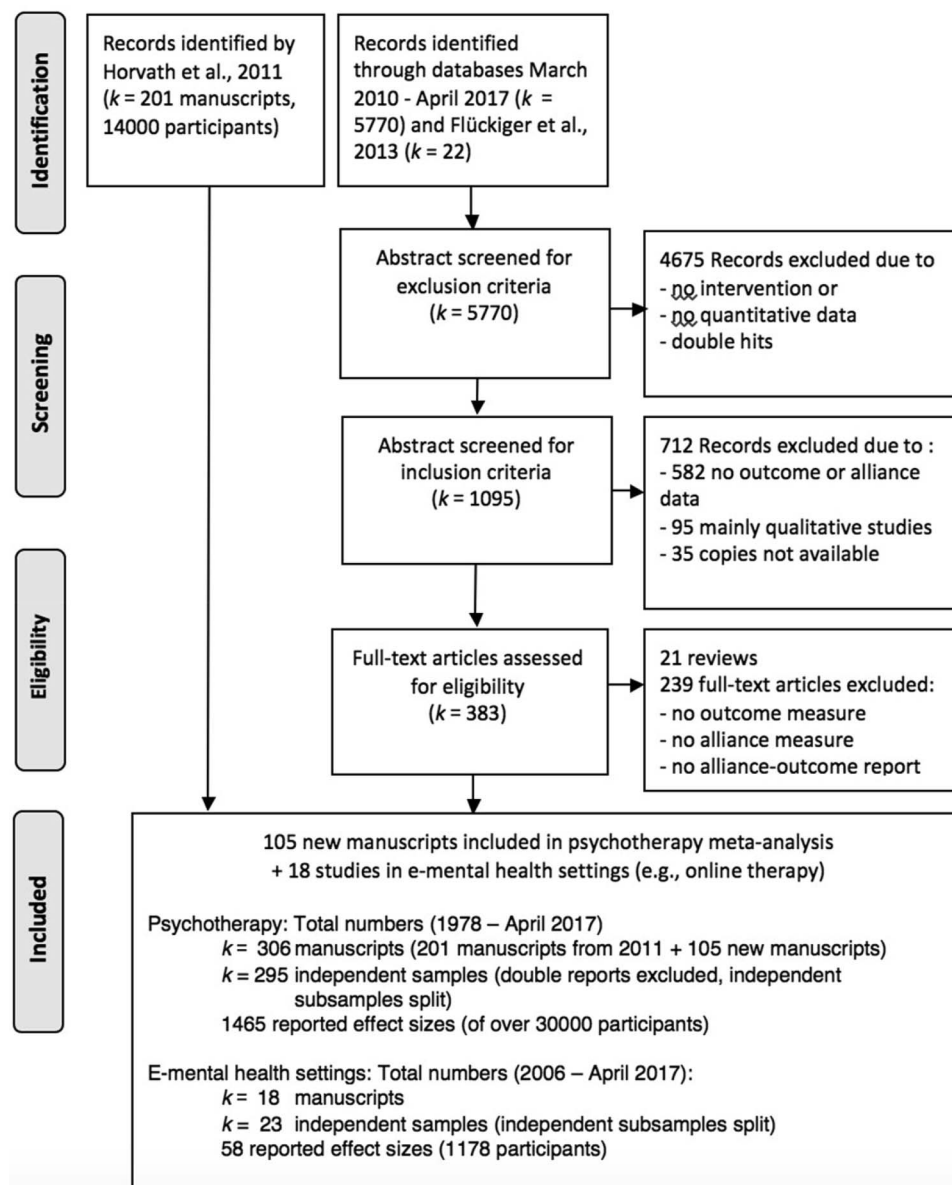 Identification
Records identified by
Horvath et al., 2011
(k = 201 manuscripts,
14000 participants)
Records identified
through databases March
2010 - April 2017 (k =
5770) and Flückiger et al.,
2013 (k = 22)
Screening
Abstract screened for
exclusion criteria
(k = 5770)
4675 Records excluded due to
- no intervention or
- no quantitative data
- double hits
Abstract screened for
inclusion criteria
(k = 1095)
712 Records excluded due to :
- 582 no outcome or alliance
data
- 95 mainly qualitative studies
- 35 copies not available
Eligibility
Full-text articles assessed
for eligibility
(k = 383)
21 reviews
239 full-text articles excluded:
- no outcome measure
- no alliance measure
- no alliance-outcome report
Included
105 new manuscripts included in psychotherapy meta-analysis
+ 18 studies in e-mental health settings (e.g., online therapy)
Psychotherapy: Total numbers (1978 – April 2017)
k = 306 manuscripts (201 manuscripts from 2011 + 105 new manuscripts)
k = 295 independent samples (double reports excluded, independent
subsamples split)
1465 reported effect sizes (of over 30000 participants)
E-mental health settings: Total numbers (2006 – April 2017):
k = 18 manuscripts
k = 23 independent samples (independent subsamples split)
58 reported effect sizes (1178 participants)